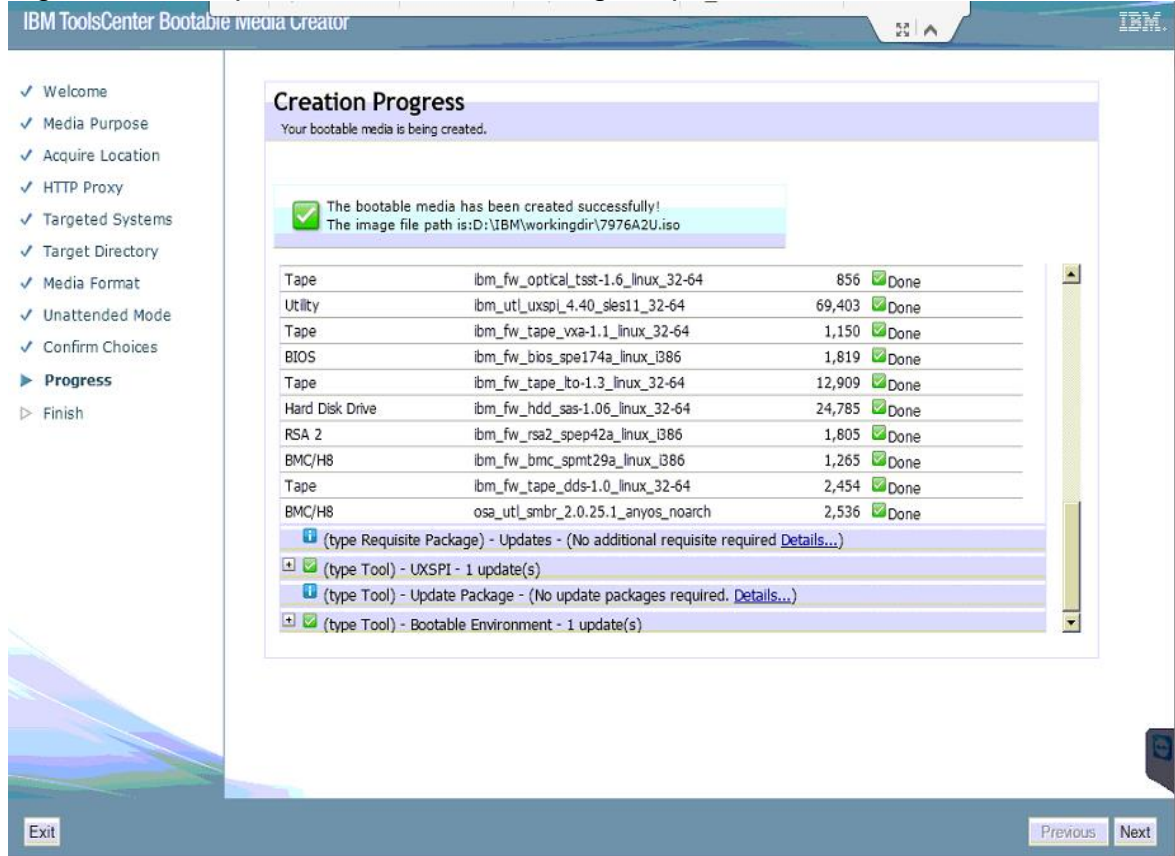 IBM ToolsCenter Bootable Media Creator
IBM.
Welcome
Media Purpose
Acquire Location
HTTP Proxy
Targeted Systems
Target Directory
Media Format
Unattended Mode
Confirm Choices
Progress
Finish
Creation Progress
Your bootable media is being created.
The bootable media has been created successfully!
The image file path is:D:\IBM\workingdir\7976A2U.iso
Tape ibm_fw_optical_tsst-1.6_linux_32-64 856 Done
Utility ibm_utl_uxspi_4.40_sles11_32-64 69,403 Done
Tape ibm_fw_tape_vxa-1.1_linux_32-64 1,150 Done
BIOS ibm_fw_bios_spe174a_linux_i386 1,819 Done
Tape ibm_fw_tape_lto-1.3_linux_32-64 12,909 Done
Hard Disk Drive ibm_fw_hdd_sas-1.06_linux_32-64 24,785 Done
RSA 2 ibm_fw_rsa2_spep42a_linux_i386 1,805 Done
BMC/H8 ibm_fw_bmc_spmt29a_linux_i386 1,265 Done
Tape ibm_fw_tape_dds-1.0_linux_32-64 2,454 Done
BMC/H8 osa_utl_smbr_2.0.25.1_anyos_noarch 2,536 Done
(type Requisite Package) - Updates - (No additional requisite required Details...)
(type Tool) - UXSPI - 1 update(s)
(type Tool) - Update Package - (No update packages required. Details...)
(type Tool) - Bootable Environment - 1 update(s)
Exit
Previous Next